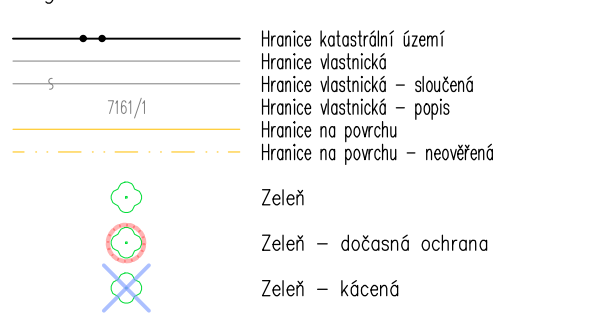 Hranice katastrální území
Hranice vlastnická
S Hranice vlastnická – sloučená
7161/1 Hranice vlastnická – popis
Hranice na povrchu
Hranice na povrchu – neověřená
Zeleň
Zeleň – dočasná ochrana
Zeleň – kácená